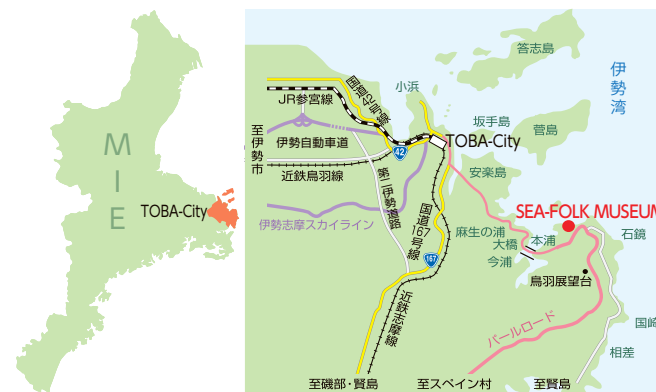 MIE
TOBA-City
答志島
伊勢湾
小浜
国道42号線
JR参宮線
坂手島
菅島
至伊勢市
伊勢自動車道
42
TOBA-City
近鉄鳥羽線
第二伊勢道路
安楽島
伊勢志摩スカイライン
国道167号線
SEA-FOLK MUSEUM
麻生の浦
大橋
本浦
石鏡
今浦
167
鳥羽展望台
近鉄志摩線
パールロード
国崎
相差
至磯部・賢島
至スペイン村
至賢島